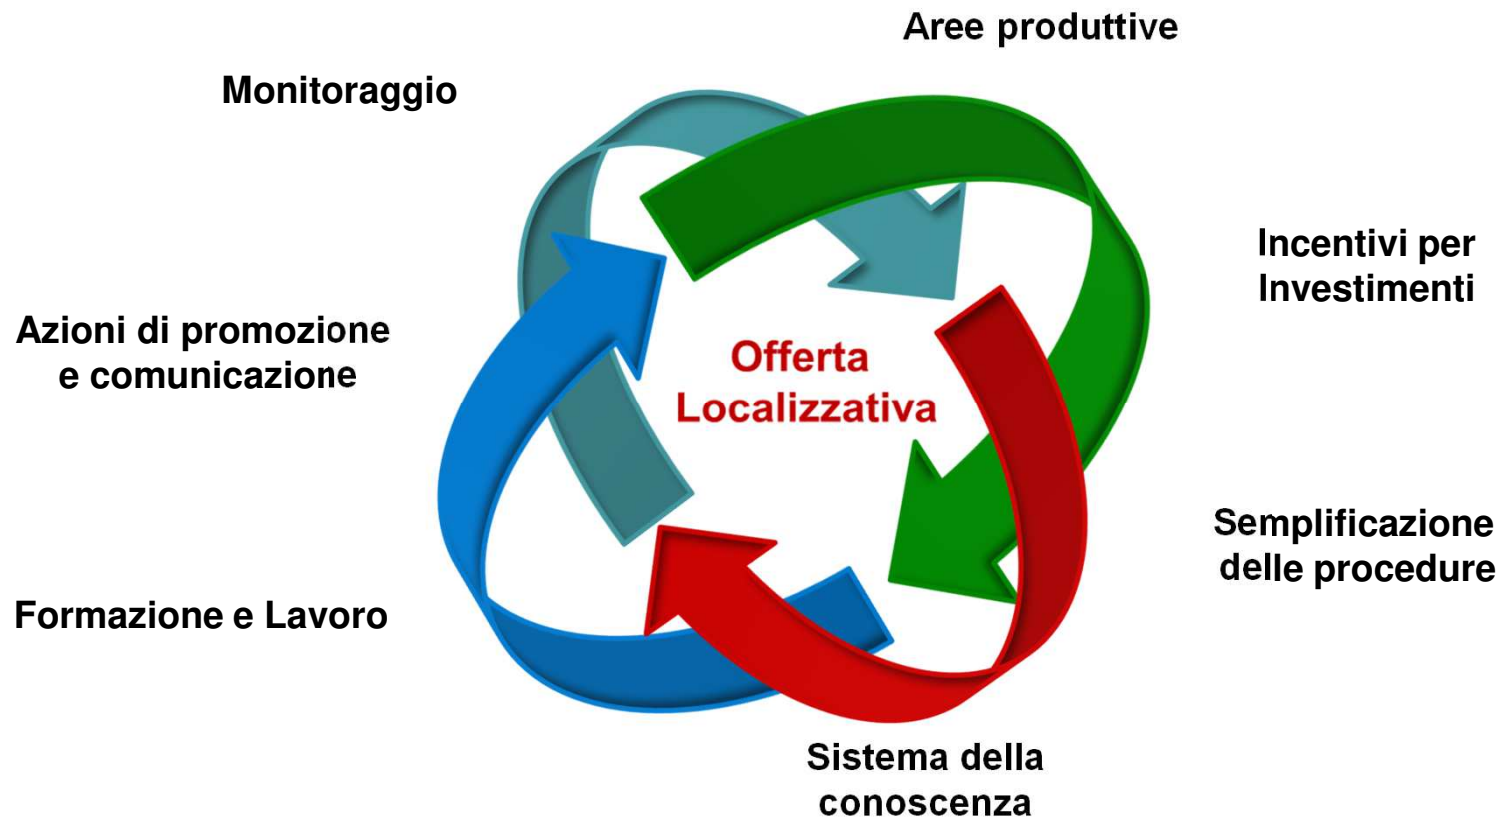 Aree produttive
Monitoraggio
Incentivi per
Investimenti
Azioni di promozione
e comunicazione
Offerta
Localizzativa
Semplificazione
delle procedure
Formazione e Lavoro
Sistema della
conoscenza